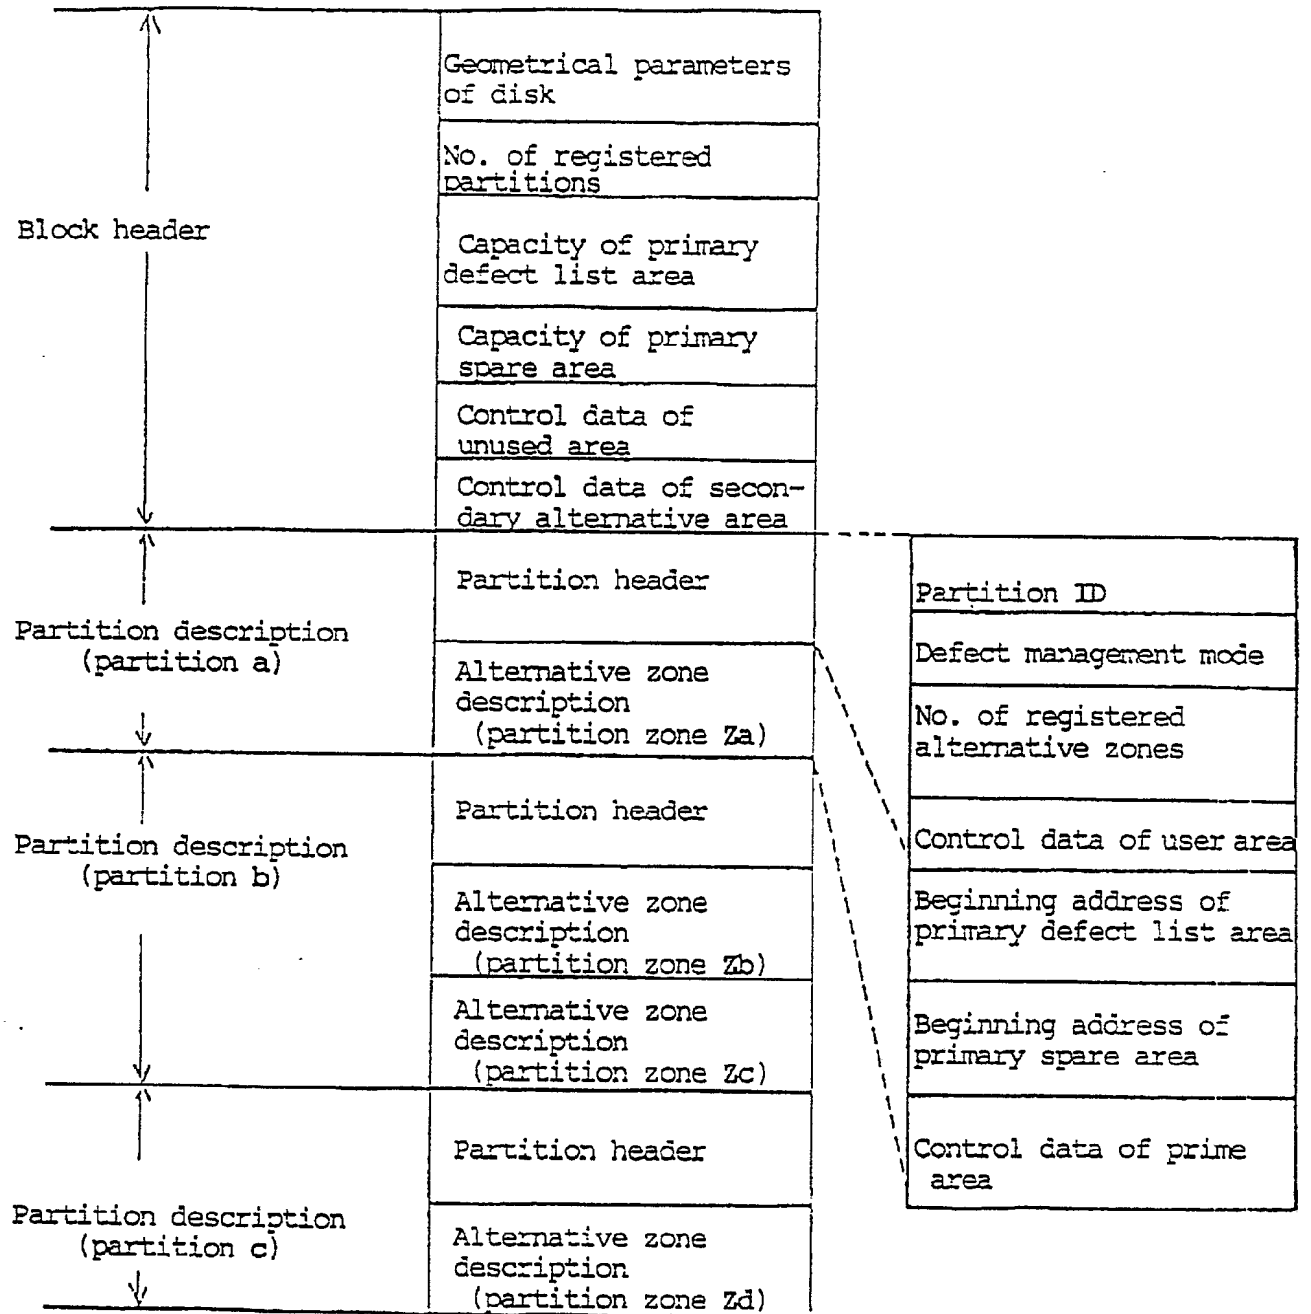 Geometrical parameters
of disk
No. of registered
partitions
Block header
Capacity of primary
defect list area
Capacity of primary
spare area
Control data of
unused area
Control data of secon-
dary alternative area
Partition description
(partition a)
Partition header
Alternative zone
description
(partition zone Za)
Partition description
(partition b)
Partition header
Alternative zone
description
(partition zone Zb)
Alternative zone
description
(partition zone Zc)
Partition description
(partition c)
Partition header
Alternative zone
description
(partition zone Zd)
Partition ID
Defect management mode
No. of registered
alternative zones
Control data of user area
Beginning address of
primary defect list area
Beginning address of
primary spare area
Control data of prime
area